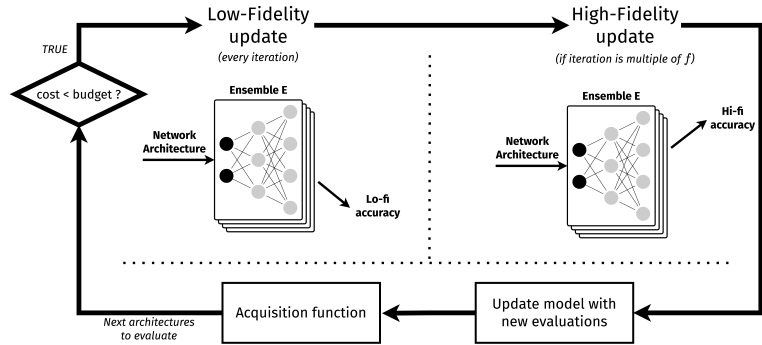 Low-Fidelity
update
(every iteration)
High-Fidelity
update
(if iteration is multiple of f)
TRUE
cost < budget ?
Ensemble E
Network
Architecture
Lo-fi
accuracy
Ensemble E
Network
Architecture
Hi-fi
accuracy
Acquisition function
Update model with
new evaluations
Next architectures
to evaluate